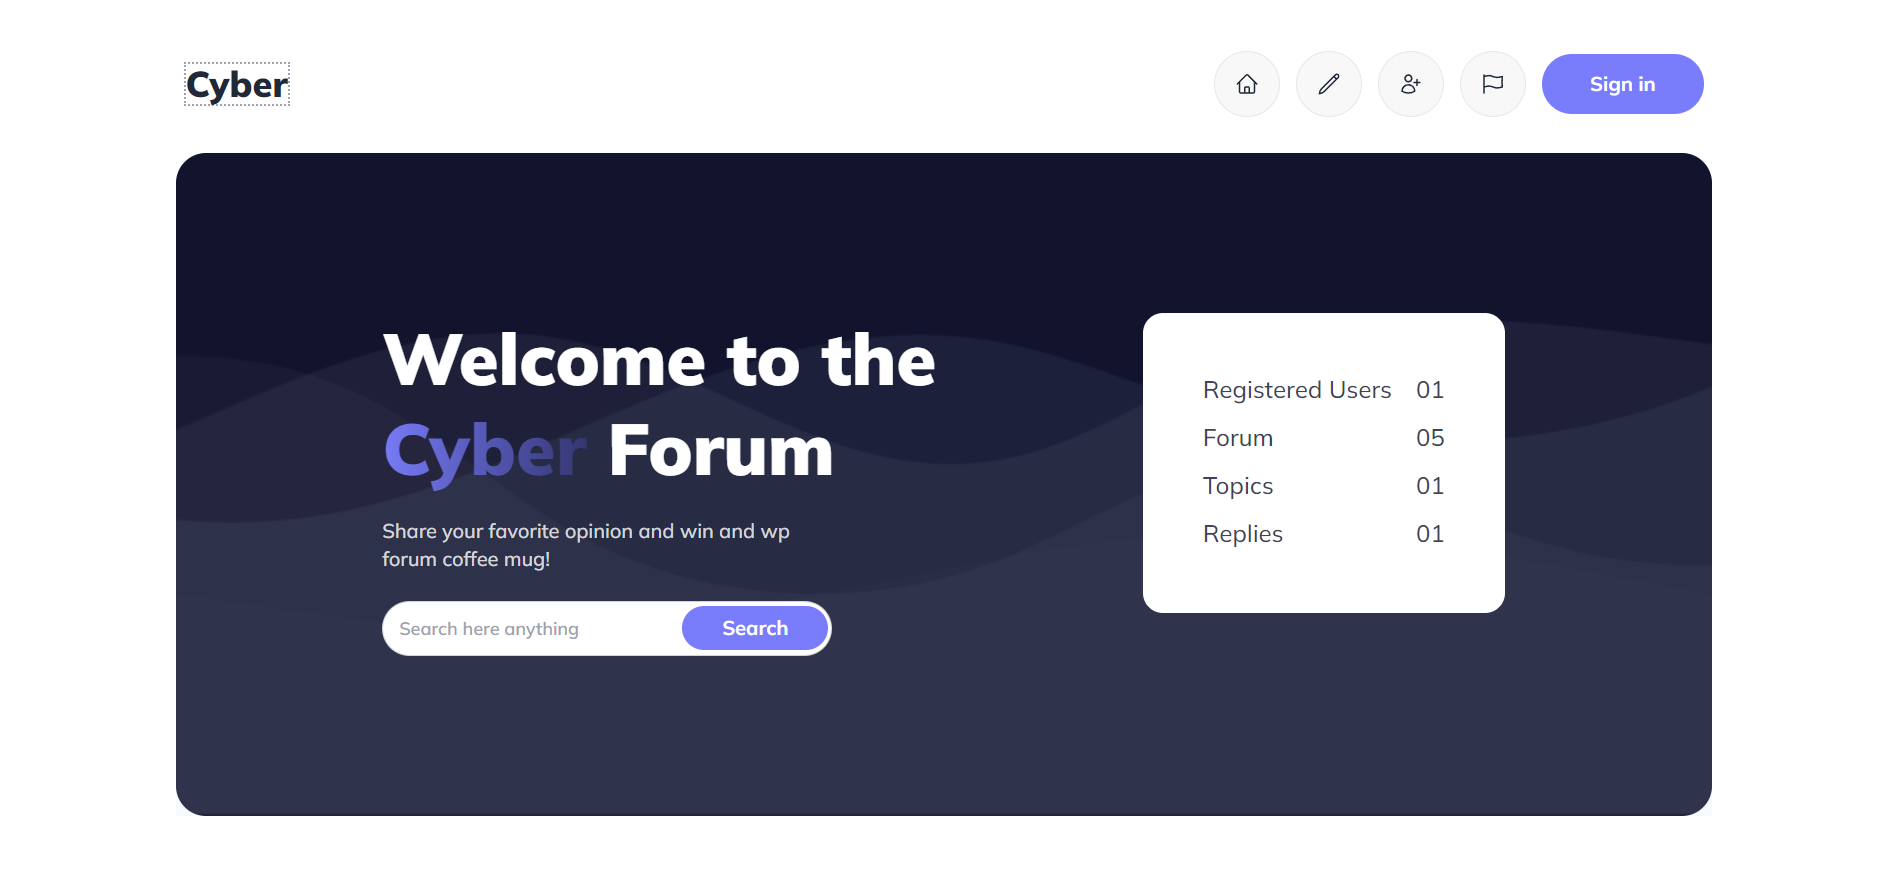 Cyber
Sign in
Welcome to the
Cyber Forum
Share your favorite opinion and win and wp
forum coffee mug!
Search here anything
Search
Registered Users 01
Forum 05
Topics 01
Replies 01